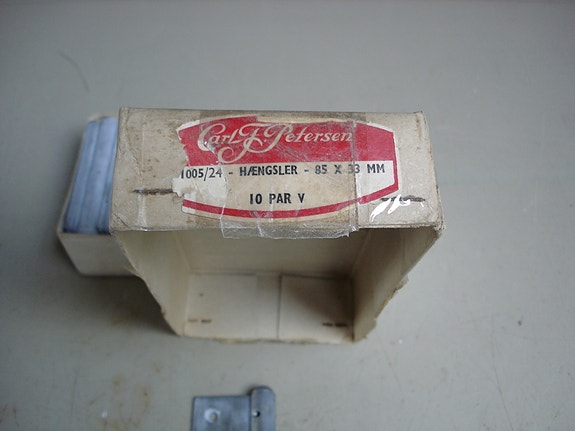 Carl F Petersen
1005/24 - HÆNGSLER - 85 X 33 MM
10 PAR V